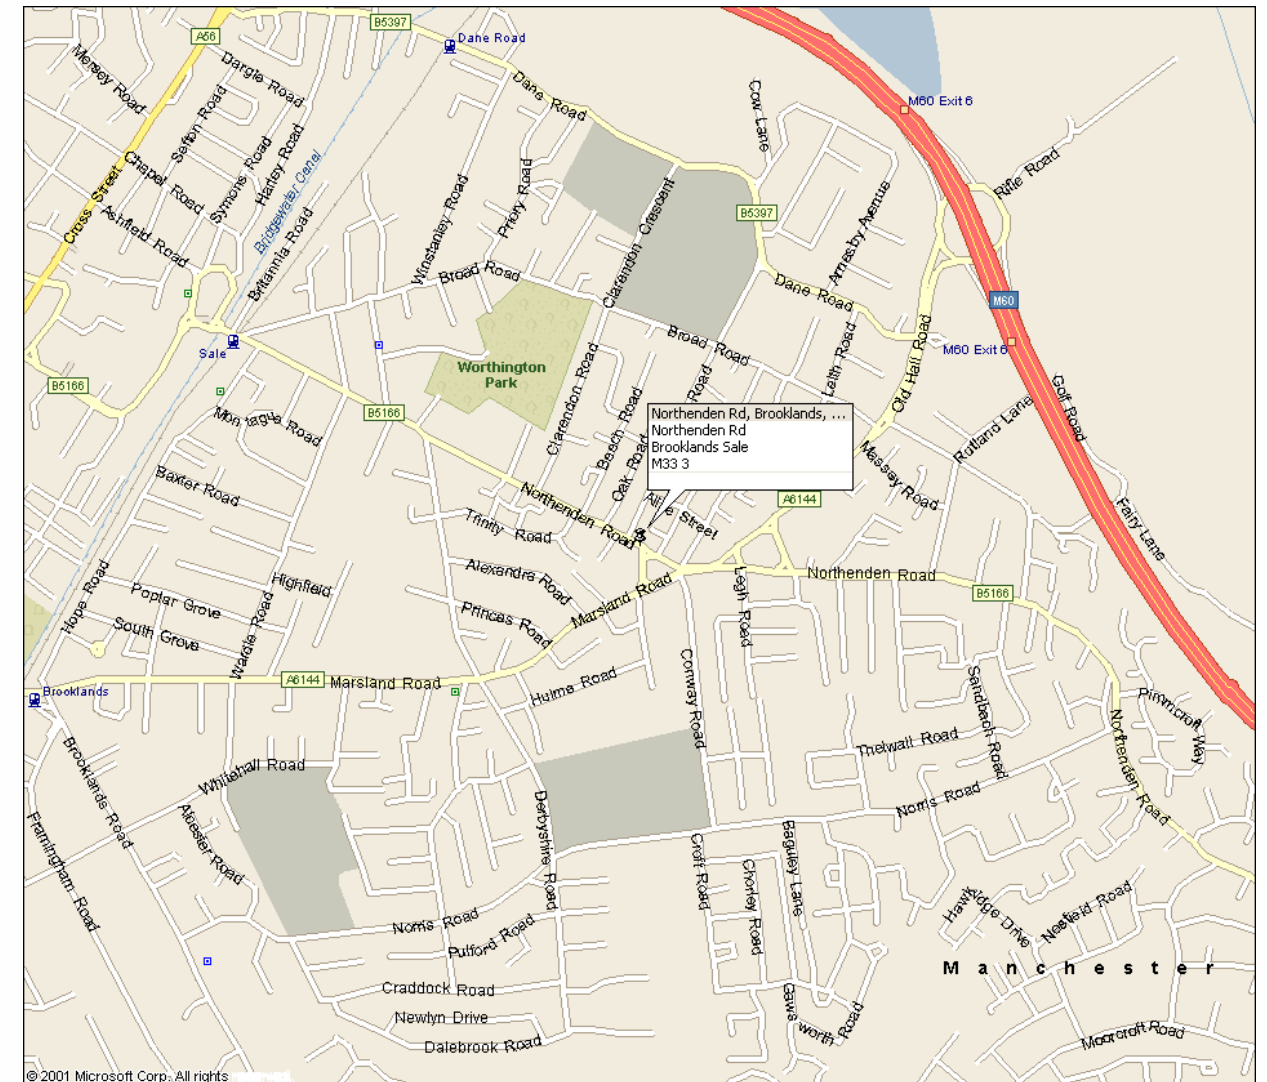 B5397
A56
Dane Road
Mersey Road
Dargle Road
Dane Road
Cow Lane
M60 Exit 6
Sefton Road
Symons Road
Harley Road
Chapel Road
Bridgewater Canal
Cross Street
Ashfield Road
Britannia Road
Winstanley Road
Priory Road
Clarendon Crescent
B5397
Arnesby Avenue
Rifle Road
Broad Road
Dane Road
M60
Sale
Broad Road
Leith Road
Old Hall Road
M60 Exit 6
Worthington
Park
B5166
B5166
Clarendon Road
Beech Road
Oak Road
Road
Golf Road
Rutland Lane
Montague Road
Northenden Rd, Brooklands, ...
Northenden Rd
Brooklands Sale
M33 3
Massey Road
Baxter Road
Northenden Road
Trinity Road
Street
A6144
Fairy Lane
Alexandra Road
Hope Road
Poplar Grove
Highfield
Princes Road
Marsland Road
Legh Road
Northenden Road
B5166
South Grove
Wardle Road
A6144
Marsland Road
Hulme Road
Conway Road
Sandbach Road
Brooklands
Pimmcroft Way
Thelwall Road
Northenden Road
Brooklands Road
Whitehall Road
Norris Road
Framingham Road
Alcester Road
Derbyshire Road
Croft Road
Chorley Road
Baguley Lane
Norris Road
Pulford Road
Nesfield Road
Manchester
Craddock Road
Newlyn Drive
Dalebrook Road
Gawsworth Road
Moorcroft Road
© 2001 Microsoft Corp. All rights